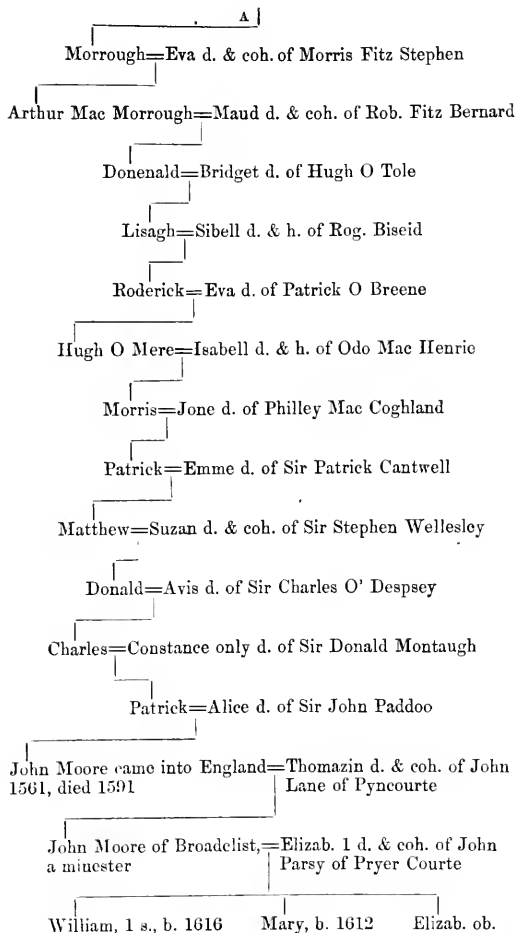 A
Morrough=Eva d. & coh. of Morris Fitz Stephen
Arthur Mac Morrough=Maud d. & coh. of Rob. Fitz Bernard
Donenald=Bridget d. of Hugh O Tole
Lisagh=Sibell d. & h. of Rog. Biseid
Roderick=Eva d. of Patrick O Breene
Hugh O Mere=Isabell d. & h. of Odo Mac Henric
Morris=Jone d. of Philley Mac Coghland
Patrick=Emme d. of Sir Patrick Cantwell
Matthew=Suzan d. & coh. of Sir Stephen Wellesley
Donald=Avis d. of Sir Charles O' Despsey
Charles=Constance only d. of Sir Donald Montaugh
Patrick=Alice d. of Sir John Paddoo
John Moore came into England=Thomazin d. & coh. of John
1561, died 1591 Lane of Pyncourte
John Moore of Broadclist,=Elizab. 1 d. & coh. of John
a minester Parsy of Pryer Courte
William, 1 s., b. 1616 Mary, b. 1612 Elizab. ob.